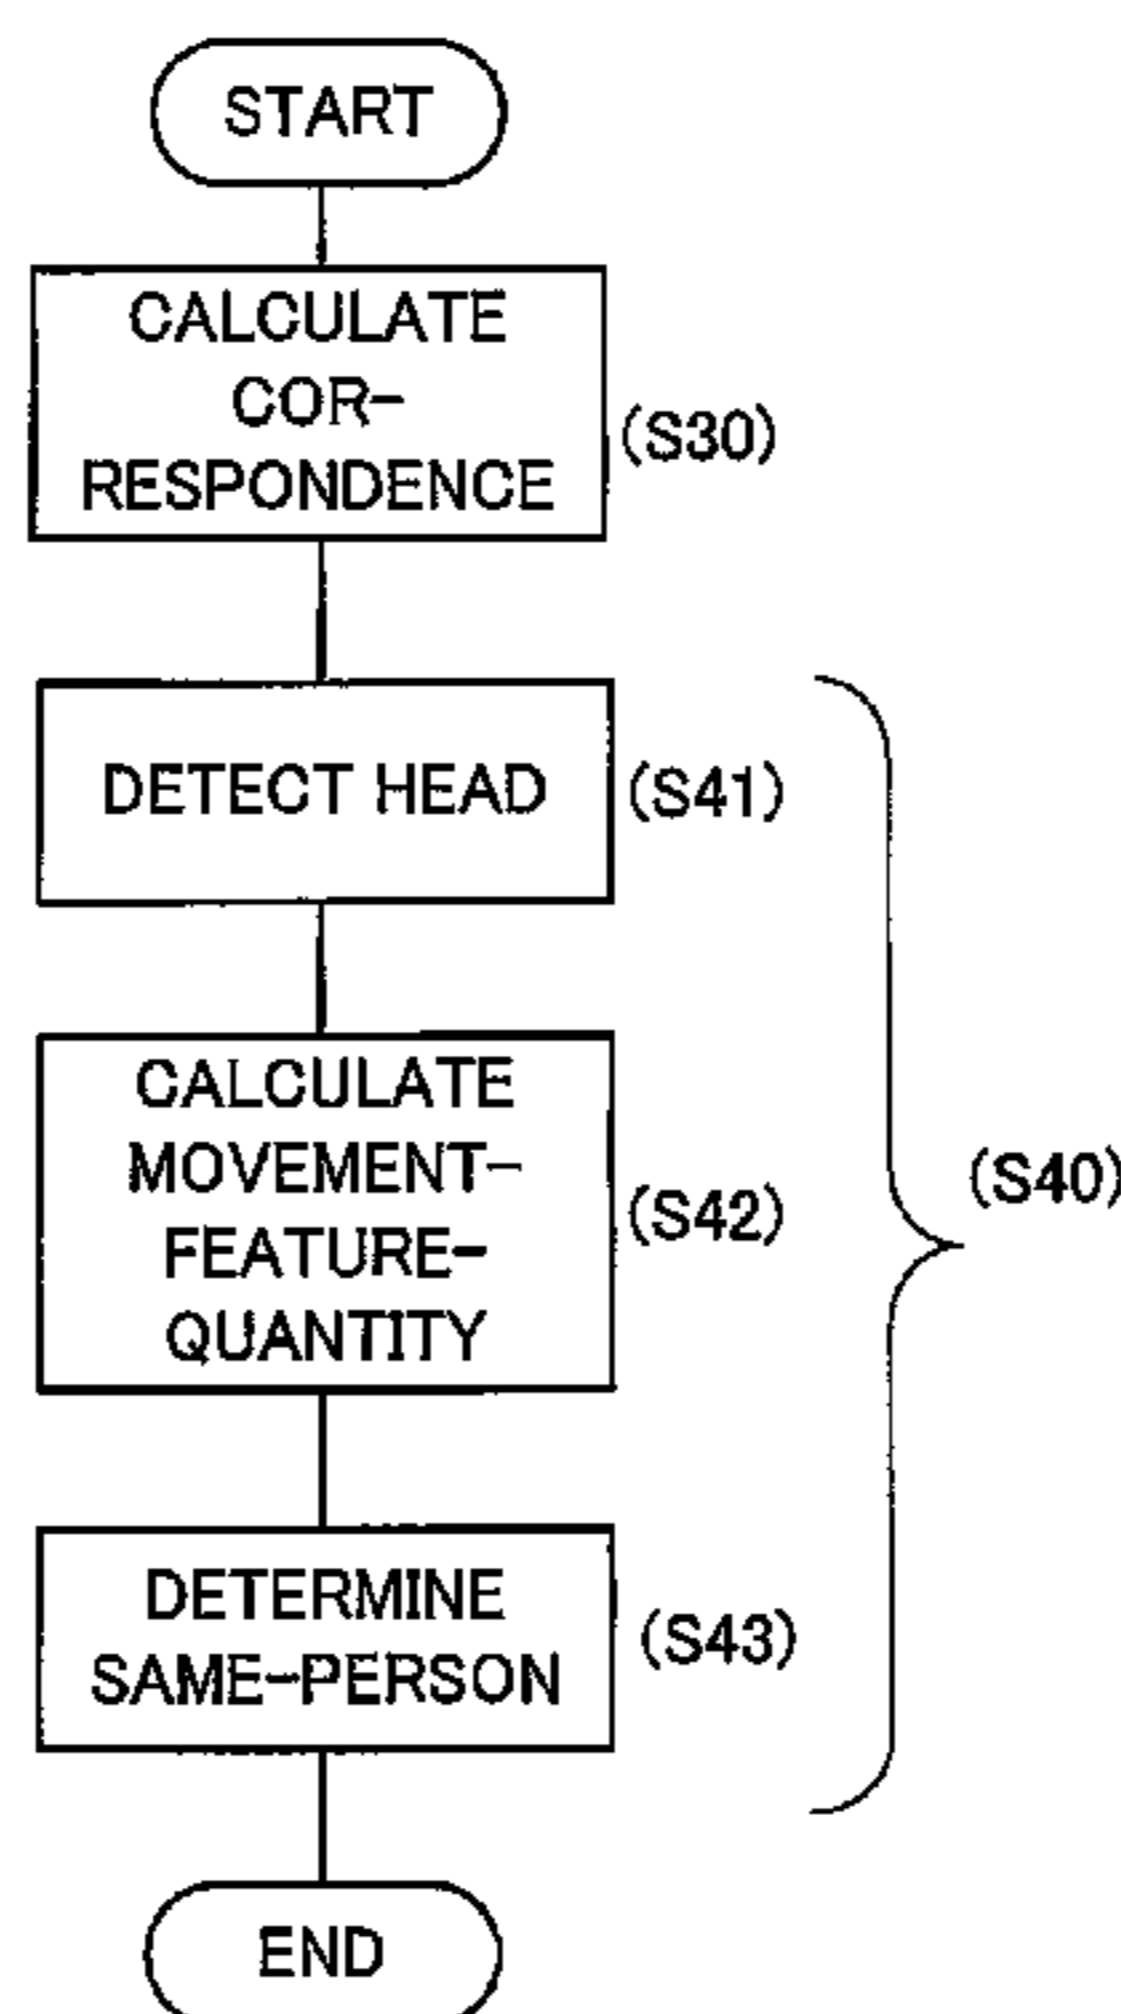 START
CALCULATE
COR-
RESPONDENCE
(S30)
DETECT HEAD
(S41)
CALCULATE
MOVEMENT-
FEATURE-
QUANTITY
(S42)
(S40)
DETERMINE
SAME-PERSON
(S43)
END